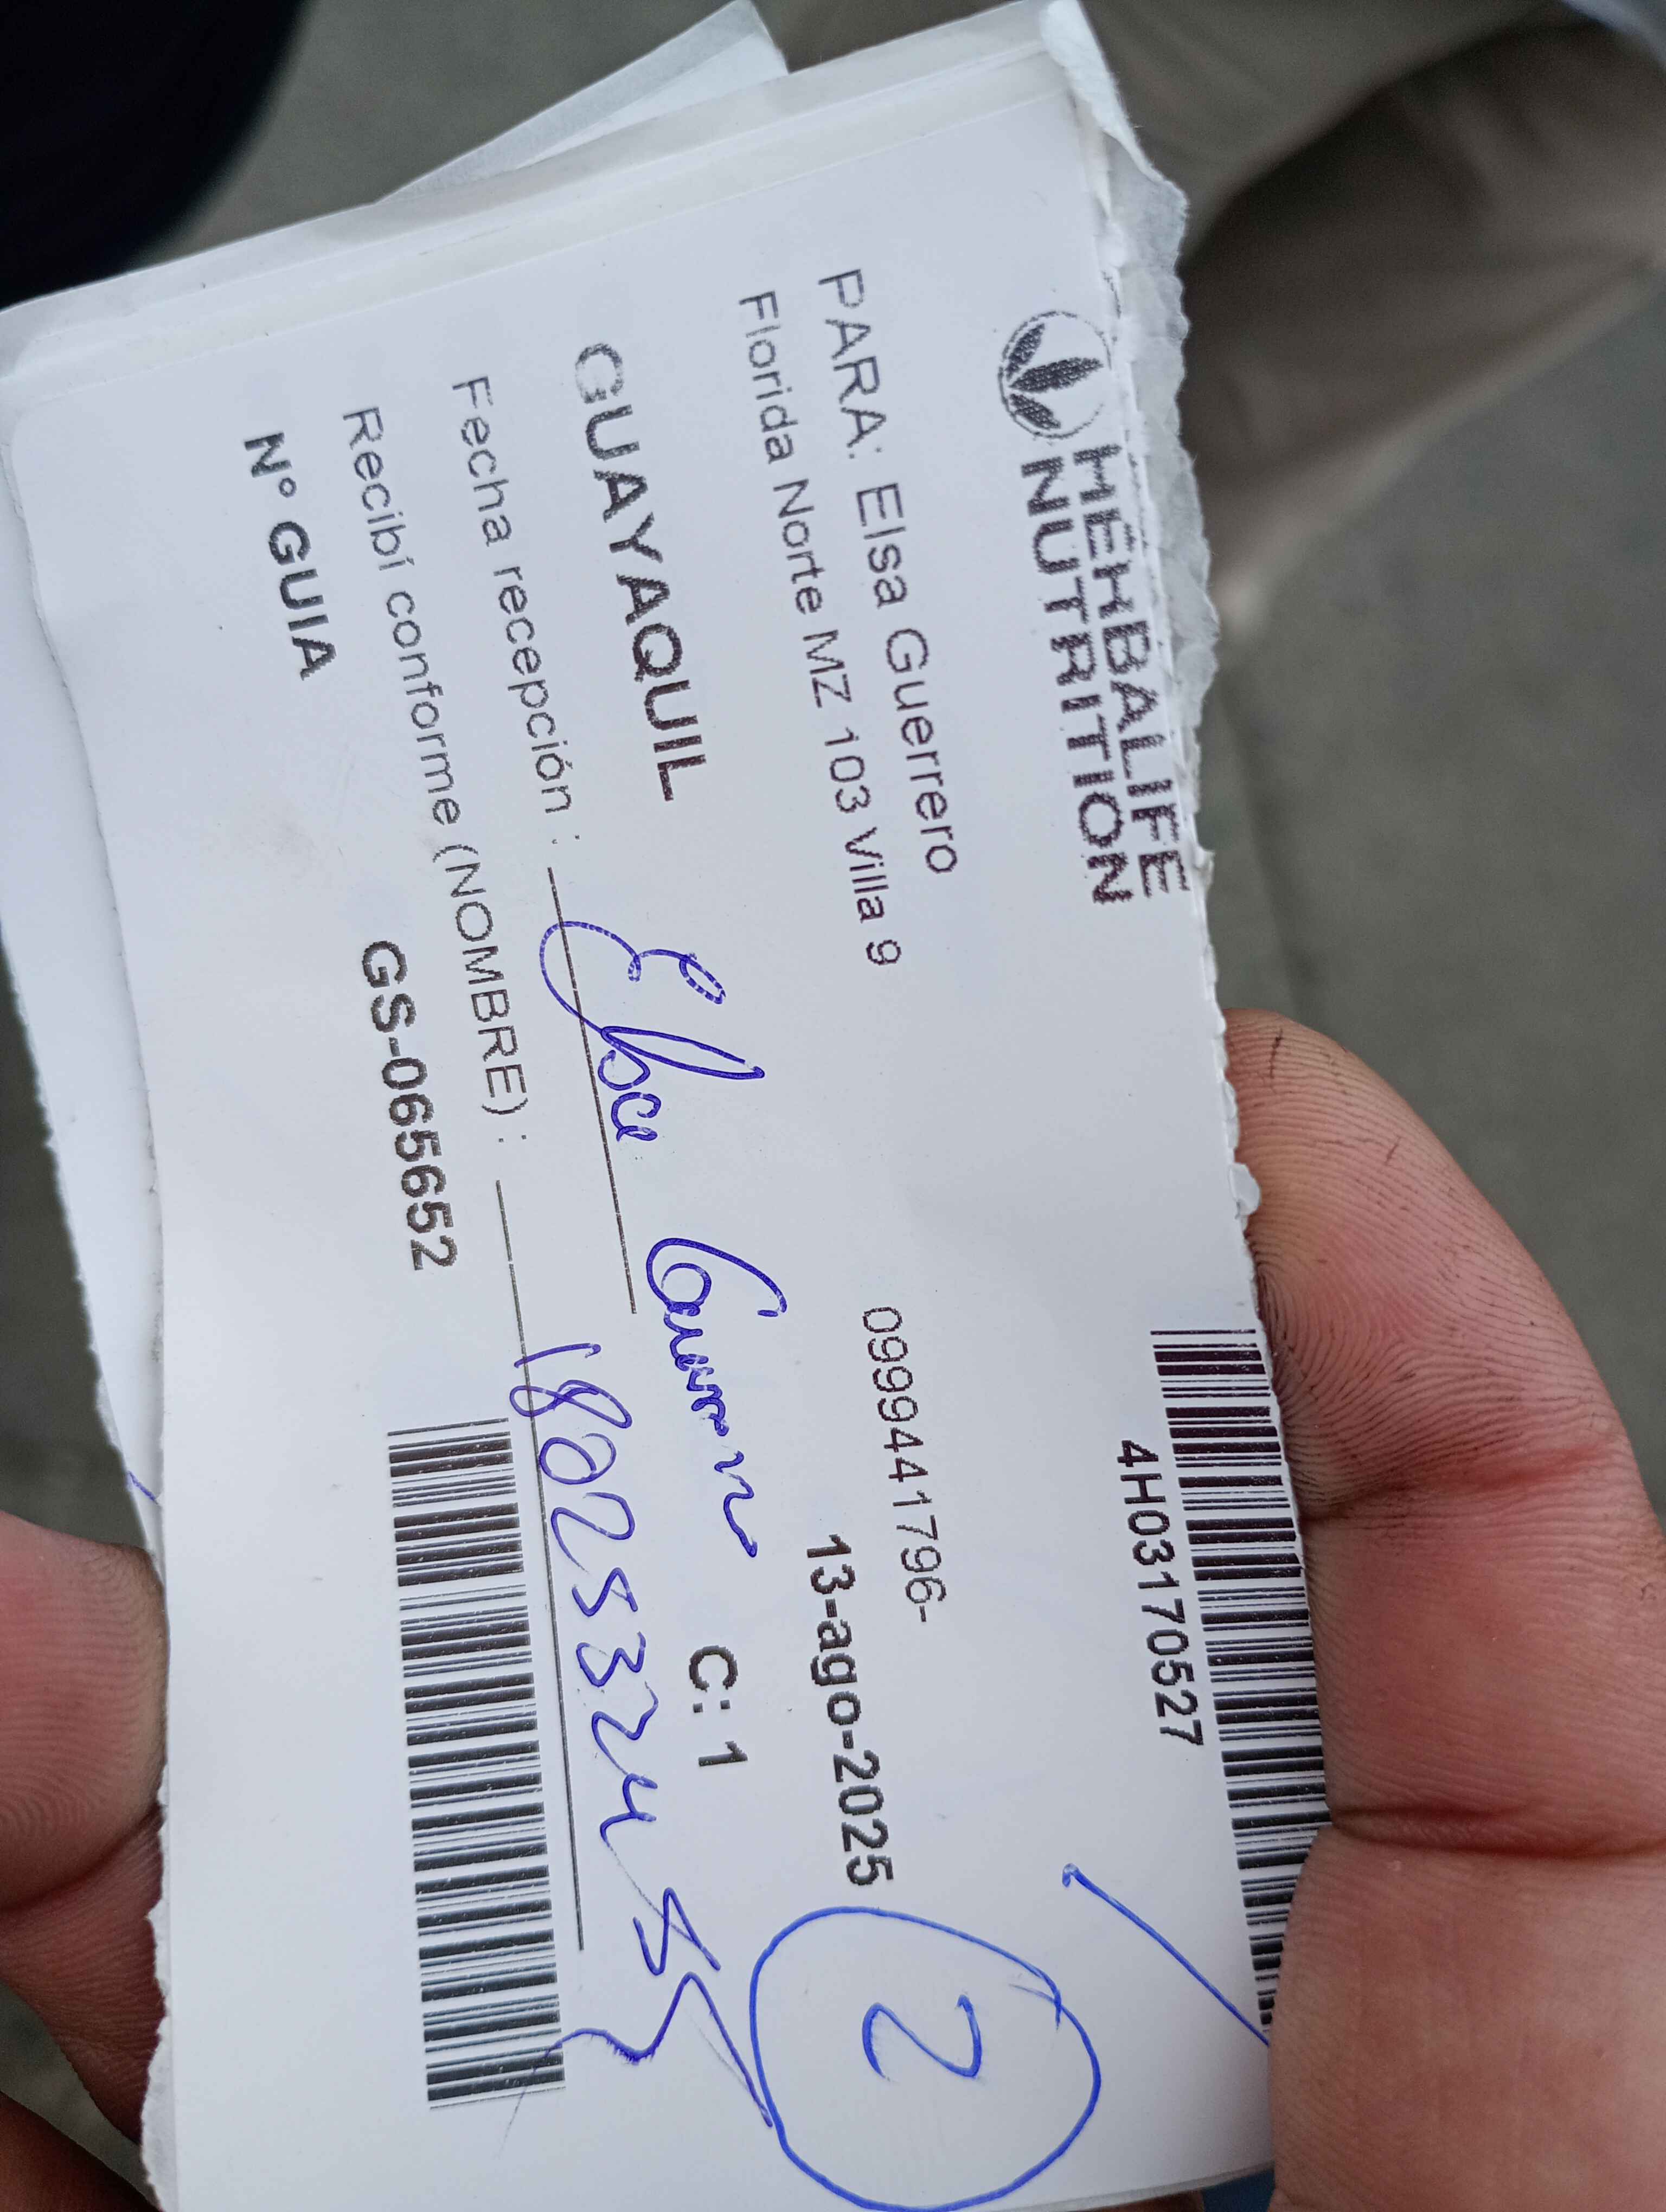 HERBALIFE
NUTRITION
4H03170527
PARA: Elsa Guerrero
0999441796-
Florida Norte MZ 103 Villa 9
13-ago-2025
2
GUAYAQUIL
C: 1
Fecha recepción : Elsa
Recibí conforme (NOMBRE) :
Nº GUIA
GS-065652